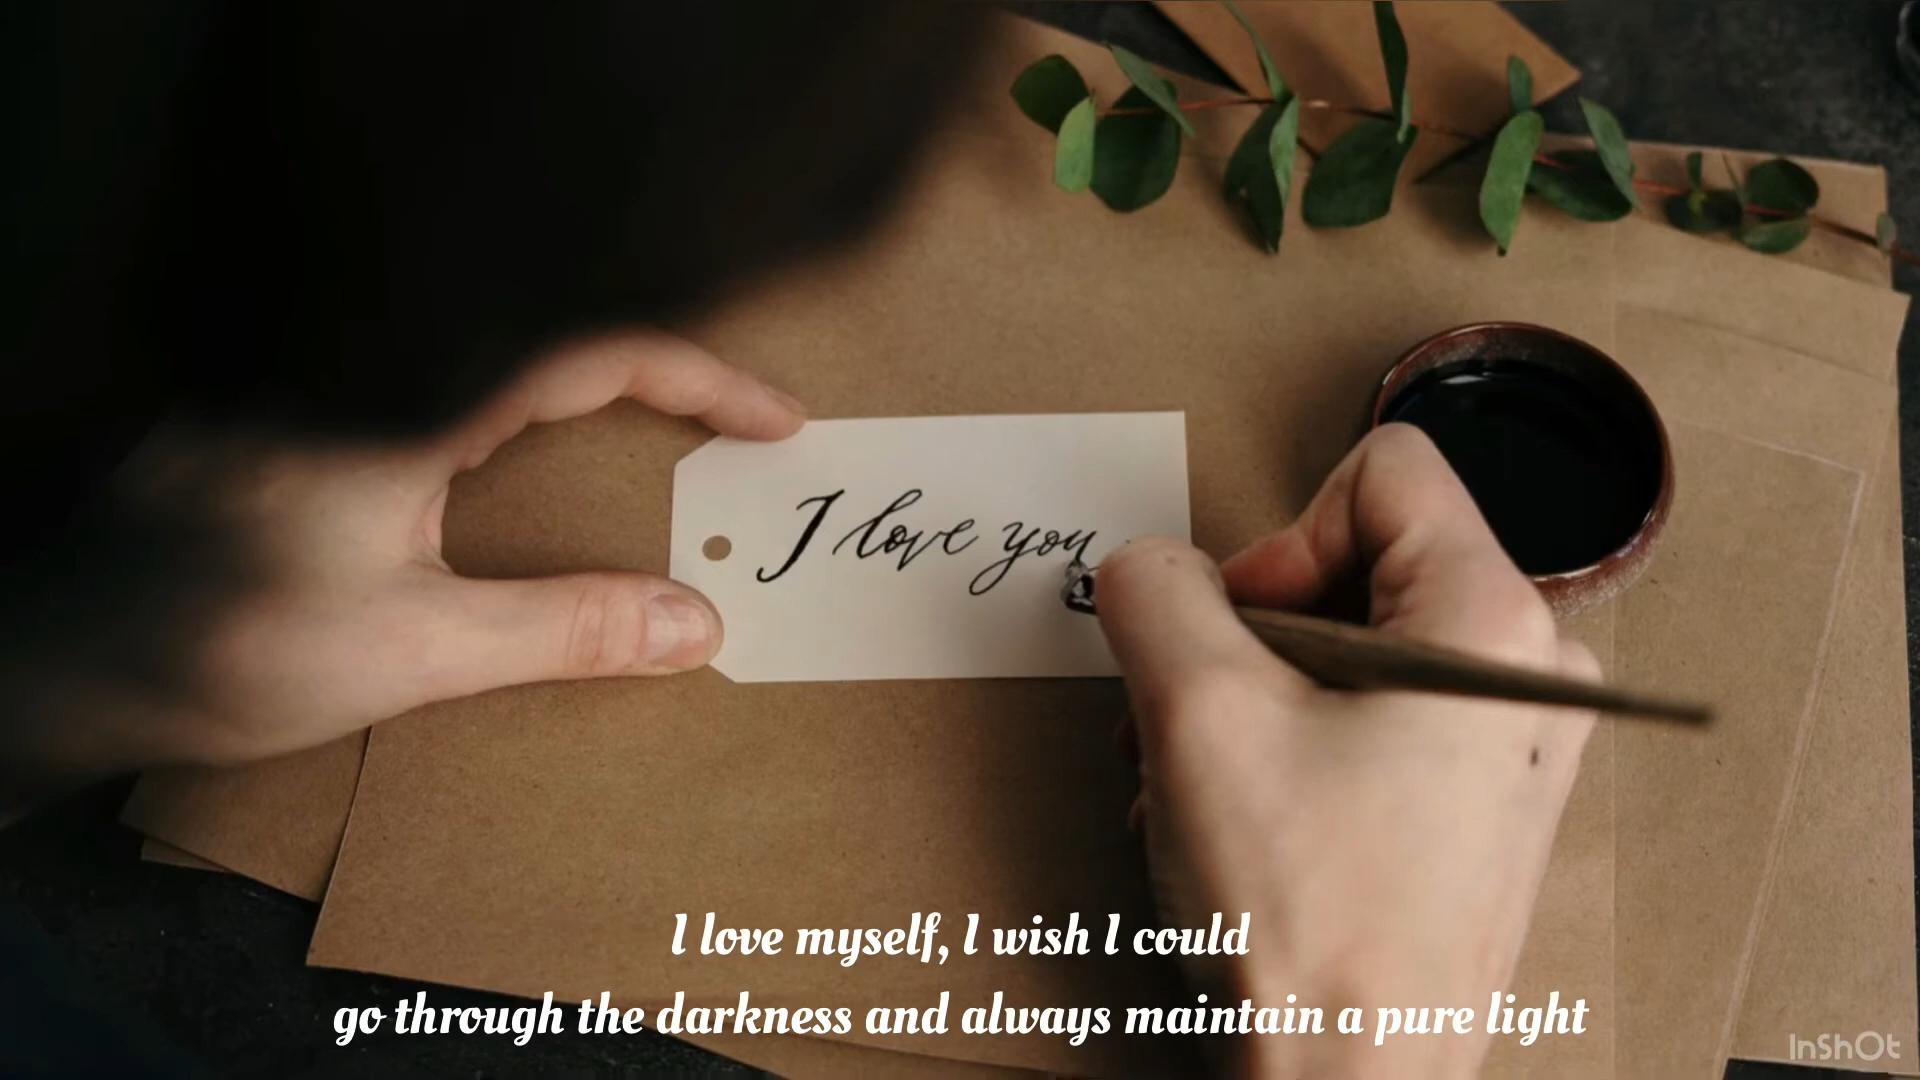 I love you
I love myself, I wish I could
go through the darkness and always maintain a pure light
InShOt